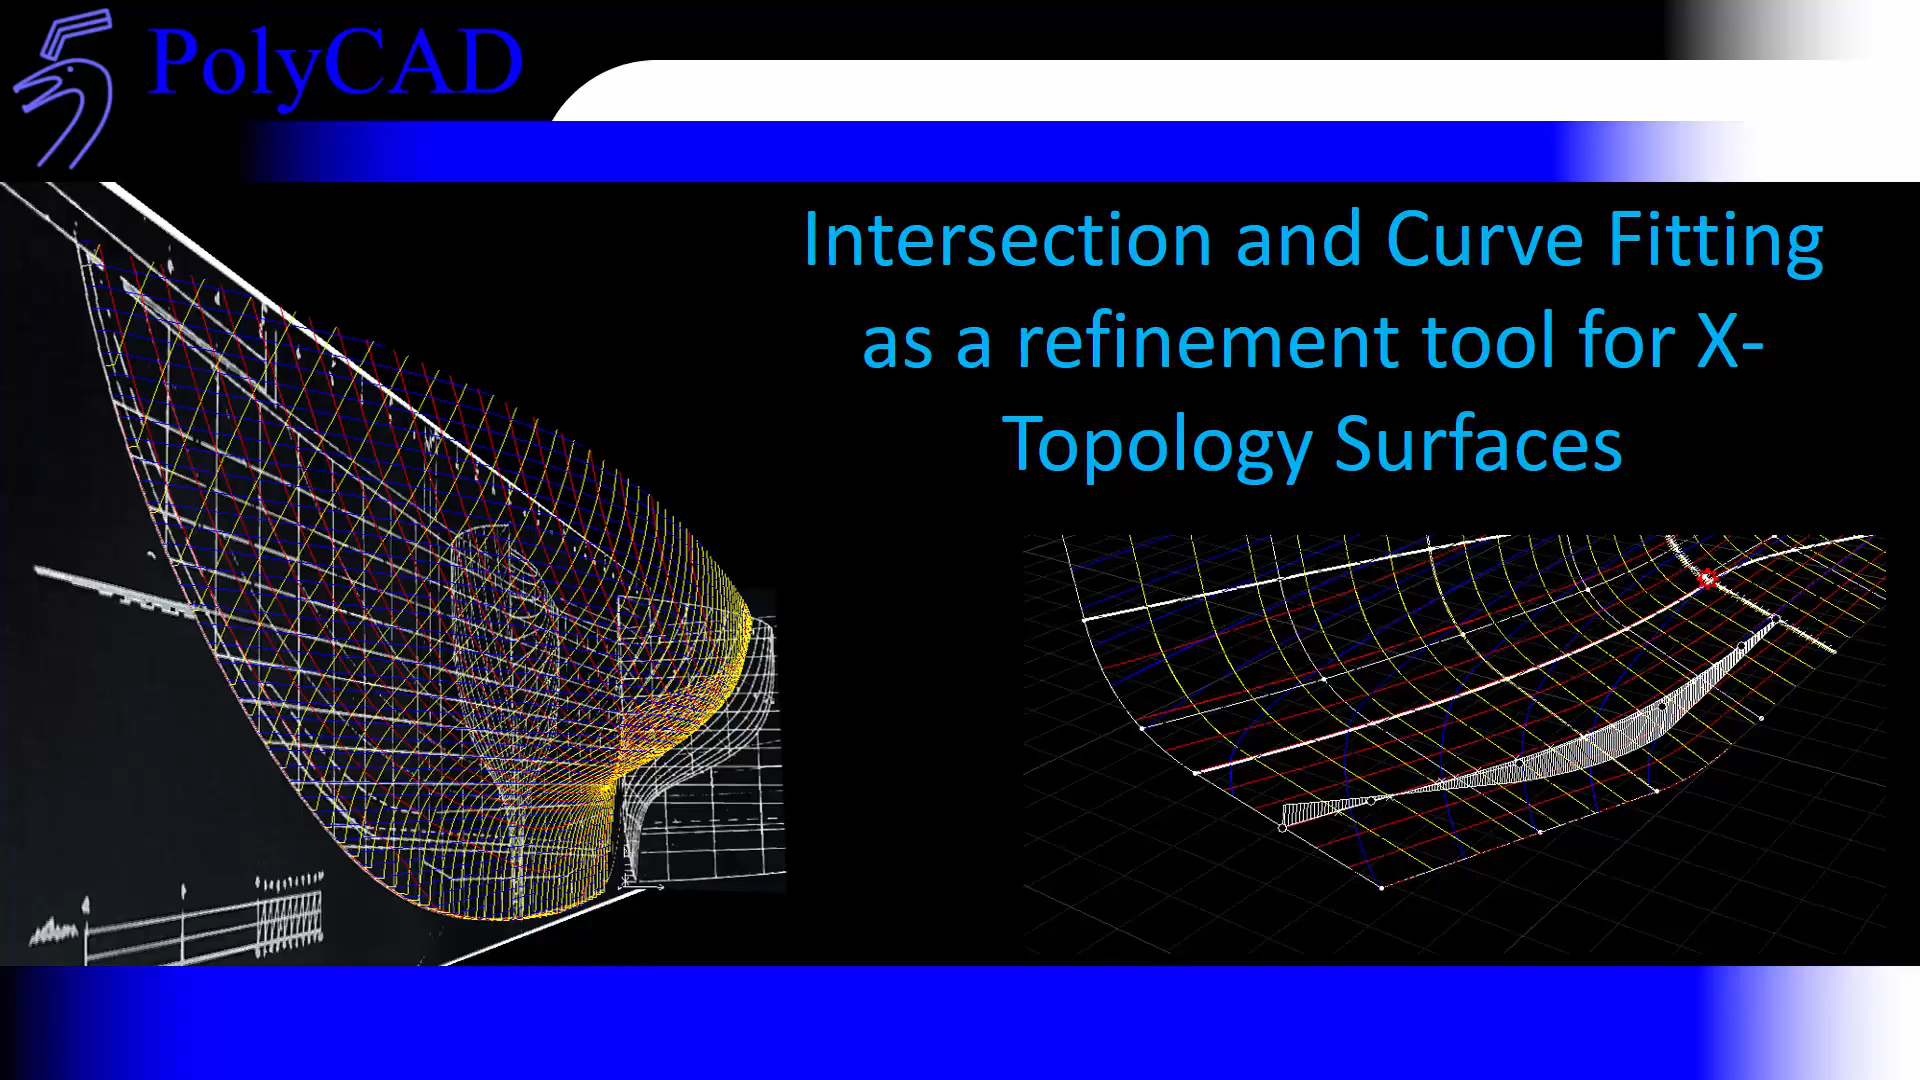 PolyCAD
Intersection and Curve Fitting
as a refinement tool for X-
Topology Surfaces